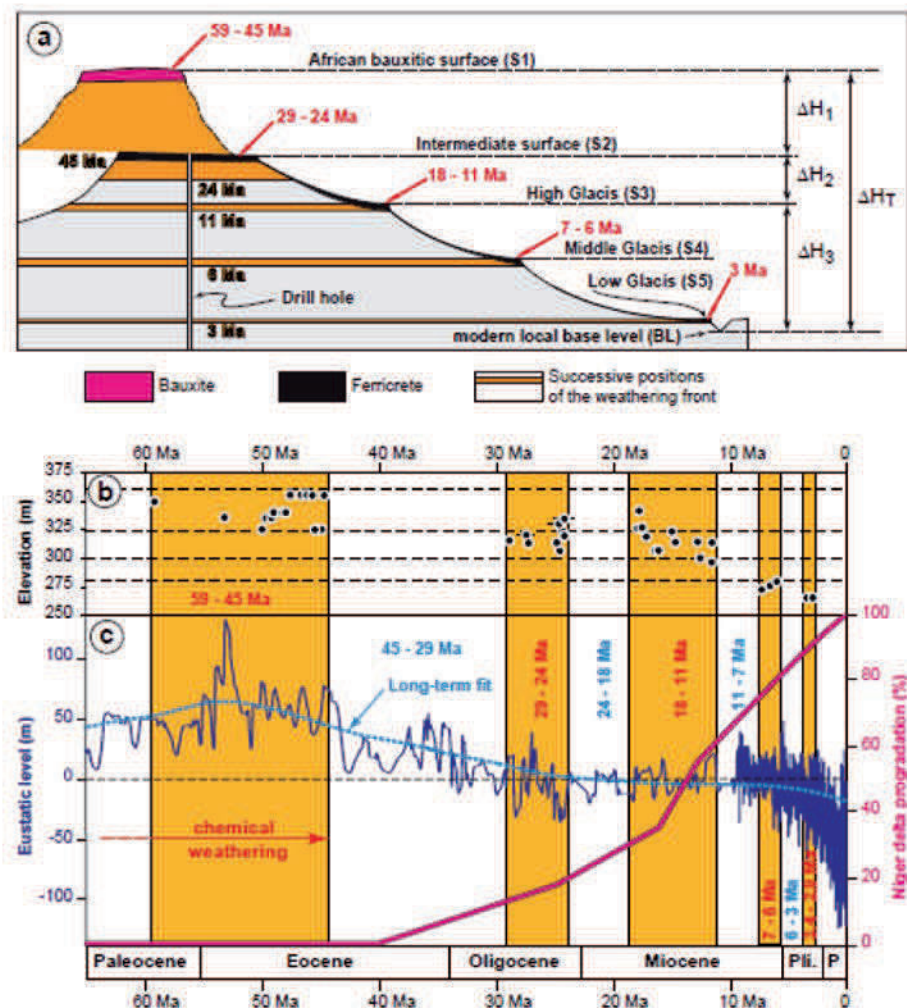 a
59 - 45 Ma
African bauxitic surface (S1)
ΔH1
29 - 24 Ma
Intermediate surface (S2)
45 Ma
18 - 11 Ma
ΔH2
24 Ma
High Glacis (S3)
ΔHT
11 Ma
7 - 6 Ma
Middle Glacis (S4)
ΔH3
6 Ma
3 Ma
Low Glacis (S5)
Drill hole
3 Ma
modern local base level (BL)
Bauxite
Ferricrete
Successive positions
of the weathering front
60 Ma 50 Ma 40 Ma 30 Ma 20 Ma 10 Ma 0
b
Elevation (m)
375
350
325
300
275
250
59 - 45 Ma
c
Eustatic level (m)
100
50
0
-50
-100
45 - 29 Ma
Long-term fit
29 - 24 Ma
24 - 18 Ma
18 - 11 Ma
11 - 7 Ma
7 - 6 Ma
6 - 3 Ma
chemical
weathering
100
80
60
40
20
0
Niger delta progradation (%)
Paleocene Eocene Oligocene Miocene Pli. P
60 Ma 50 Ma 40 Ma 30 Ma 20 Ma 10 Ma 0